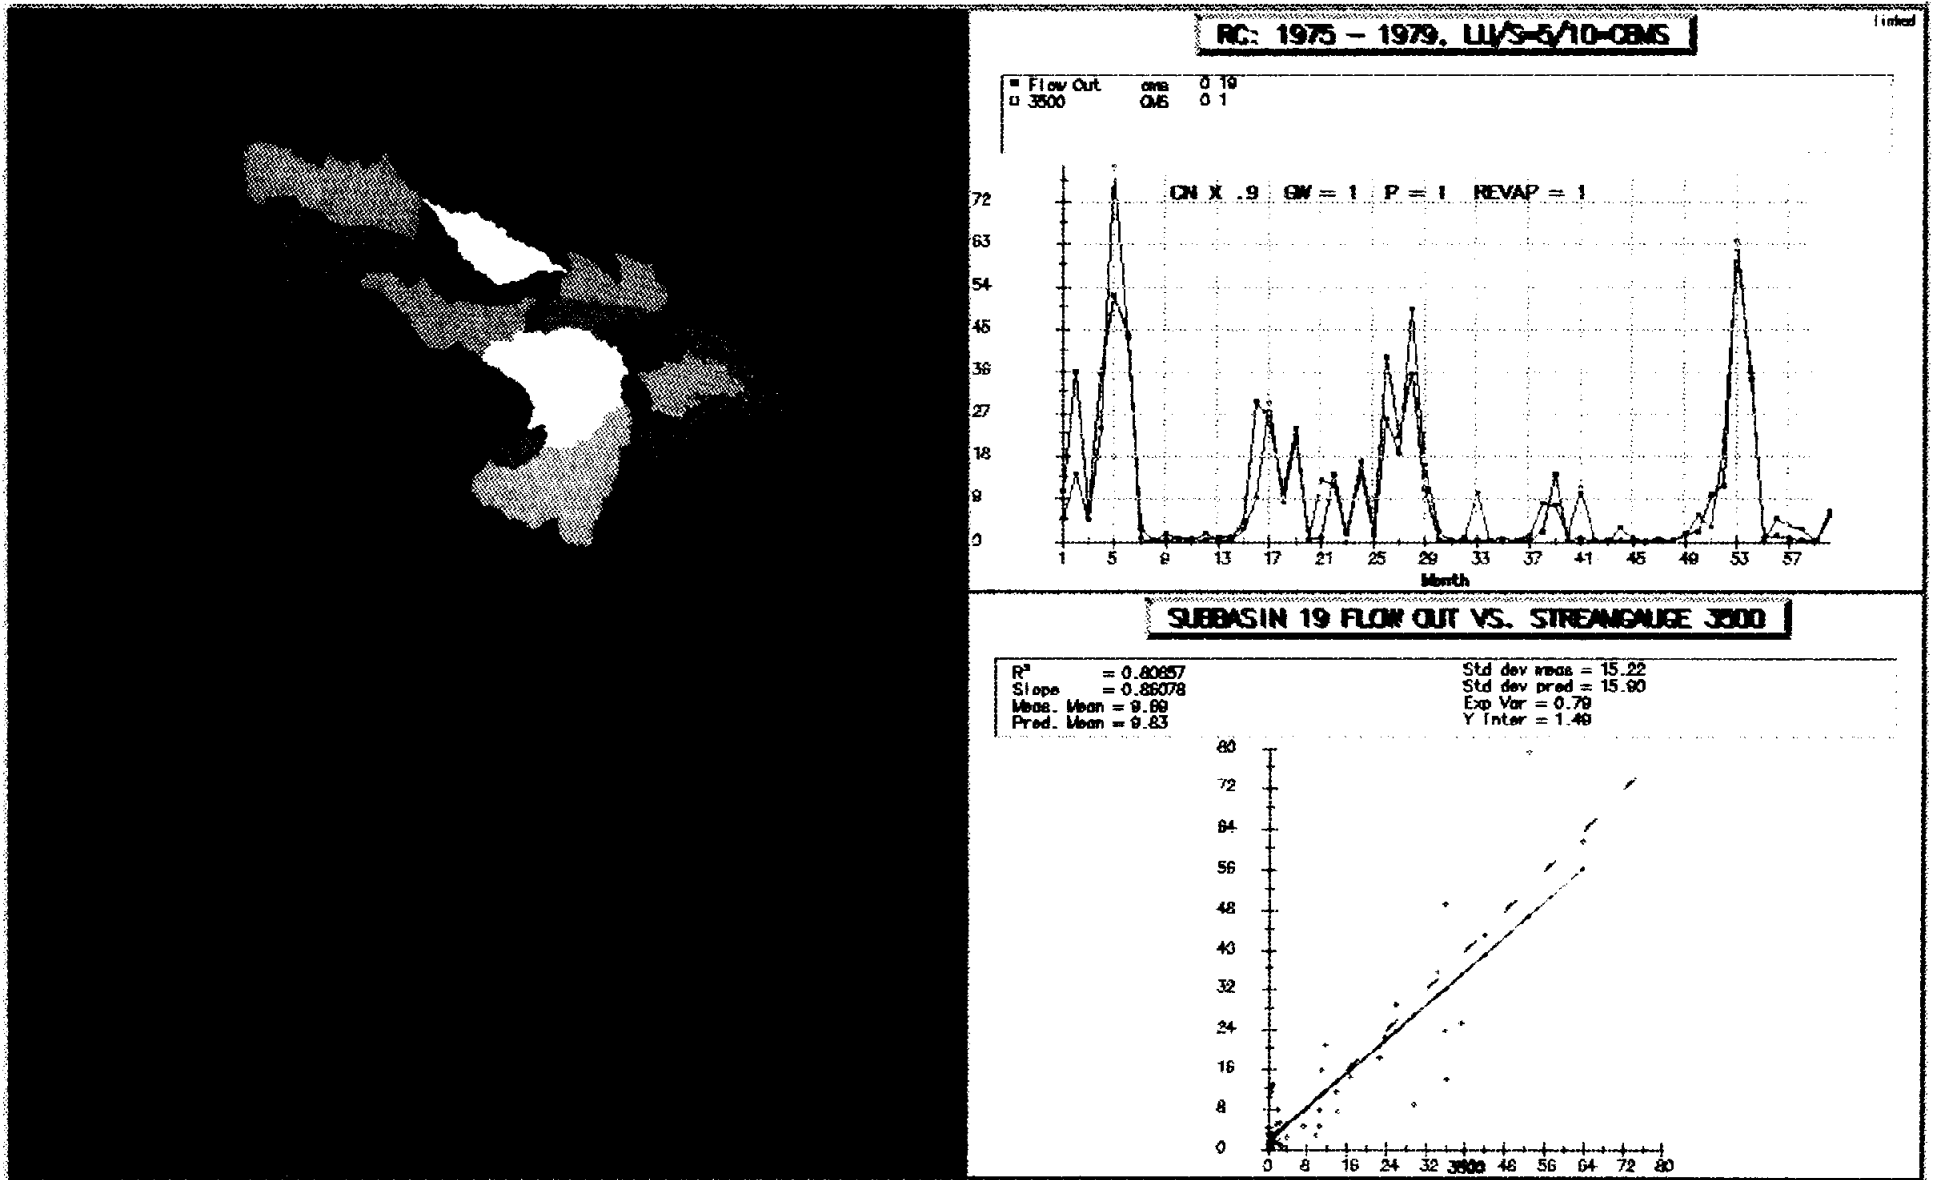 linked
RC: 1975 - 1979, LU/S=5/10=CBMS
Flow Out cms 0 19
3500 CMS 0 1
CN X .9 GW = 1 P = 1 REVAP = 1
72
63
54
45
36
27
18
9
0
1 5 9 13 17 21 25 29 33 37 41 45 49 53 57
Month
SUBBASIN 19 FLOW OUT VS. STREAMGAUGE 3500
R² = 0.80857 Std dev meas = 15.22
Slope = 0.86078 Std dev pred = 15.90
Meas. Mean = 9.69 Exp Var = 0.79
Pred. Mean = 9.83 Y Inter = 1.49
80
72
64
56
48
40
32
24
16
8
0
0 8 16 24 32 3500 48 56 64 72 80